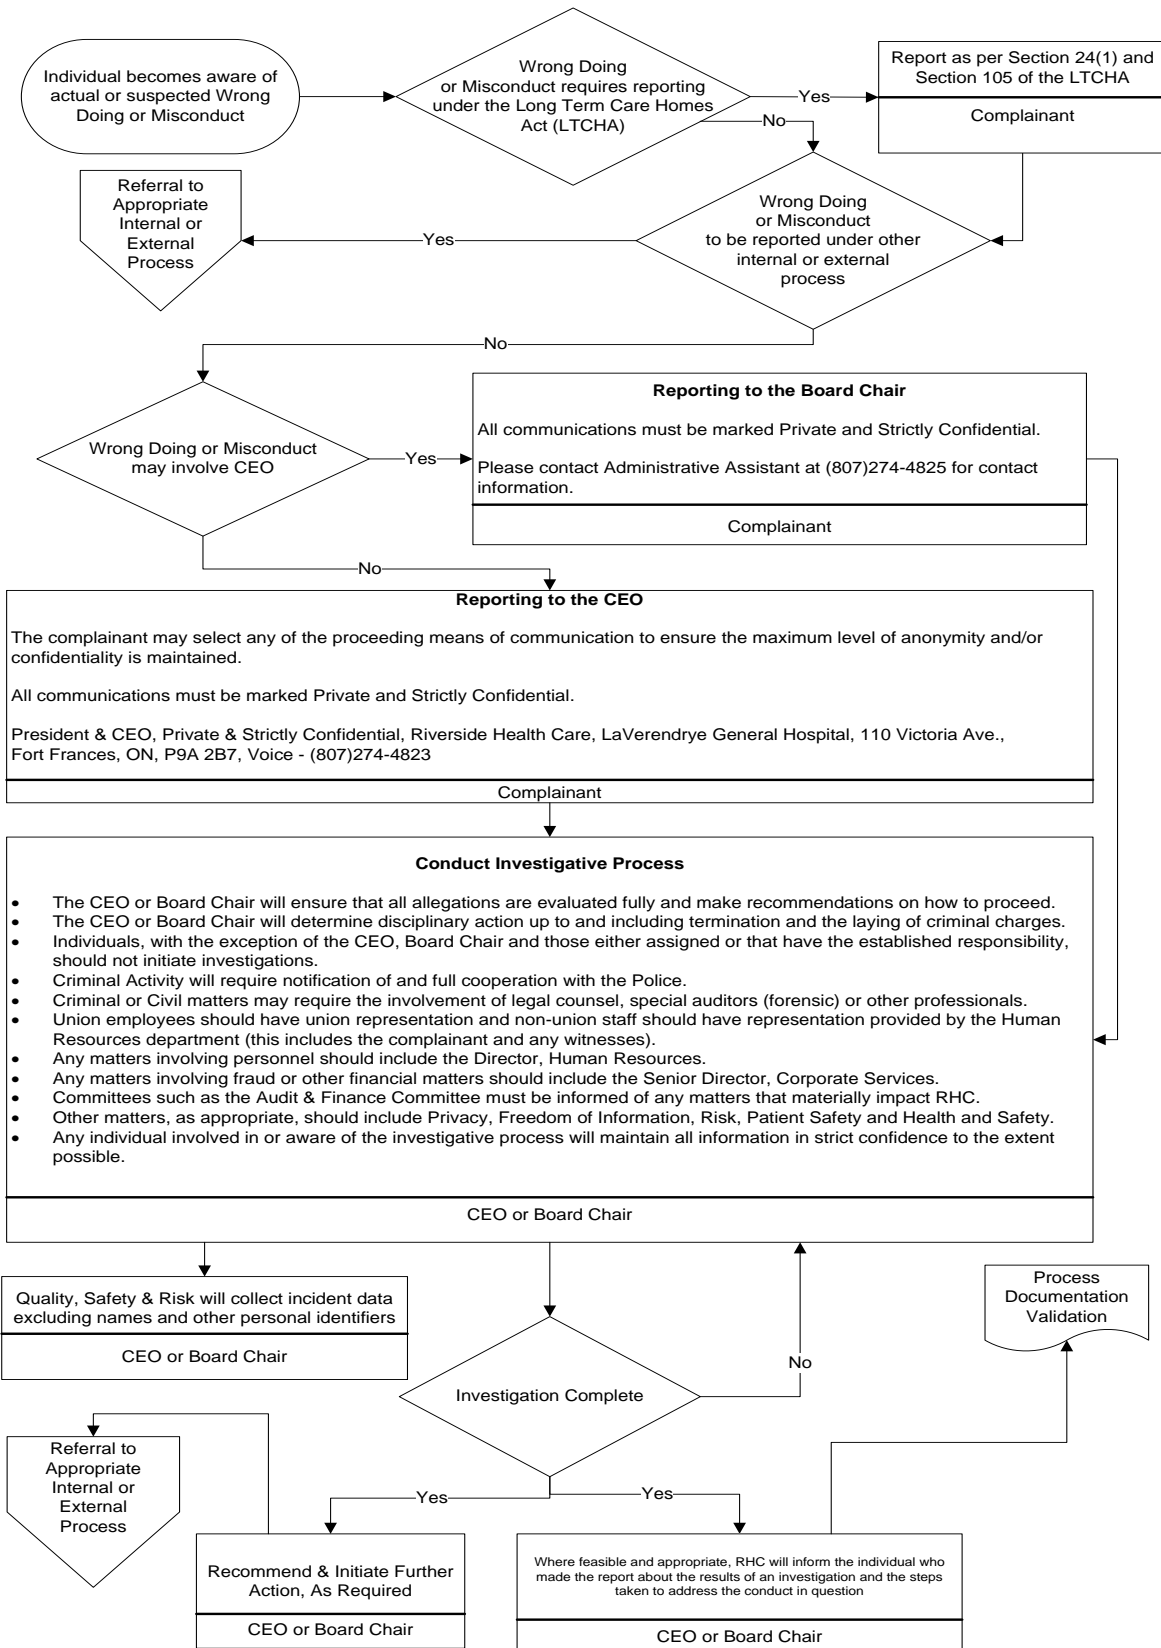 Individual becomes aware of
actual or suspected Wrong
Doing or Misconduct
Wrong Doing
or Misconduct requires reporting
under the Long Term Care Homes
Act (LTCHA)
Yes
Report as per Section 24(1) and
Section 105 of the LTCHA
Complainant
No
Wrong Doing
or Misconduct
to be reported under other
internal or external
process
Yes
Referral to
Appropriate
Internal or
External
Process
No
Wrong Doing or Misconduct
may involve CEO
Yes
Reporting to the Board Chair
All communications must be marked Private and Strictly Confidential.
Please contact Administrative Assistant at (807)274-4825 for contact
information.
Complainant
No
Reporting to the CEO
The complainant may select any of the proceeding means of communication to ensure the maximum level of anonymity and/or
confidentiality is maintained.
All communications must be marked Private and Strictly Confidential.
President & CEO, Private & Strictly Confidential, Riverside Health Care, LaVerendrye General Hospital, 110 Victoria Ave.,
Fort Frances, ON, P9A 2B7, Voice - (807)274-4823
Complainant
Conduct Investigative Process
• The CEO or Board Chair will ensure that all allegations are evaluated fully and make recommendations on how to proceed.
• The CEO or Board Chair will determine disciplinary action up to and including termination and the laying of criminal charges.
• Individuals, with the exception of the CEO, Board Chair and those either assigned or that have the established responsibility,
should not initiate investigations.
• Criminal Activity will require notification of and full cooperation with the Police.
• Criminal or Civil matters may require the involvement of legal counsel, special auditors (forensic) or other professionals.
• Union employees should have union representation and non-union staff should have representation provided by the Human
Resources department (this includes the complainant and any witnesses).
• Any matters involving personnel should include the Director, Human Resources.
• Any matters involving fraud or other financial matters should include the Senior Director, Corporate Services.
• Committees such as the Audit & Finance Committee must be informed of any matters that materially impact RHC.
• Other matters, as appropriate, should include Privacy, Freedom of Information, Risk, Patient Safety and Health and Safety.
• Any individual involved in or aware of the investigative process will maintain all information in strict confidence to the extent
possible.
CEO or Board Chair
Quality, Safety & Risk will collect incident data
excluding names and other personal identifiers
CEO or Board Chair
Investigation Complete
No
Process
Documentation
Validation
Referral to
Appropriate
Internal or
External
Process
Yes
Yes
Recommend & Initiate Further
Action, As Required
CEO or Board Chair
Where feasible and appropriate, RHC will inform the individual who
made the report about the results of an investigation and the steps
taken to address the conduct in question
CEO or Board Chair